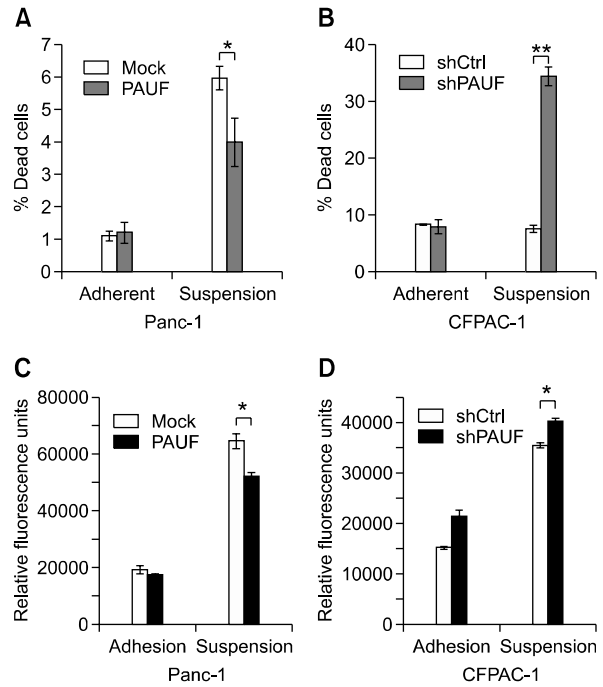 A
% Dead cells
7
6
5
4
3
2
1
0
Mock
PAUF
*
Adherent Suspension
Panc-1
B
% Dead cells
40
30
20
10
0
shCtrl
shPAUF
**
Adherent Suspension
CFPAC-1
C
Relative fluorescence units
80000
60000
40000
20000
0
Mock
PAUF
*
Adhesion Suspension
Panc-1
D
Relative fluorescence units
40000
30000
20000
10000
0
shCtrl
shPAUF
*
Adhesion Suspension
CFPAC-1